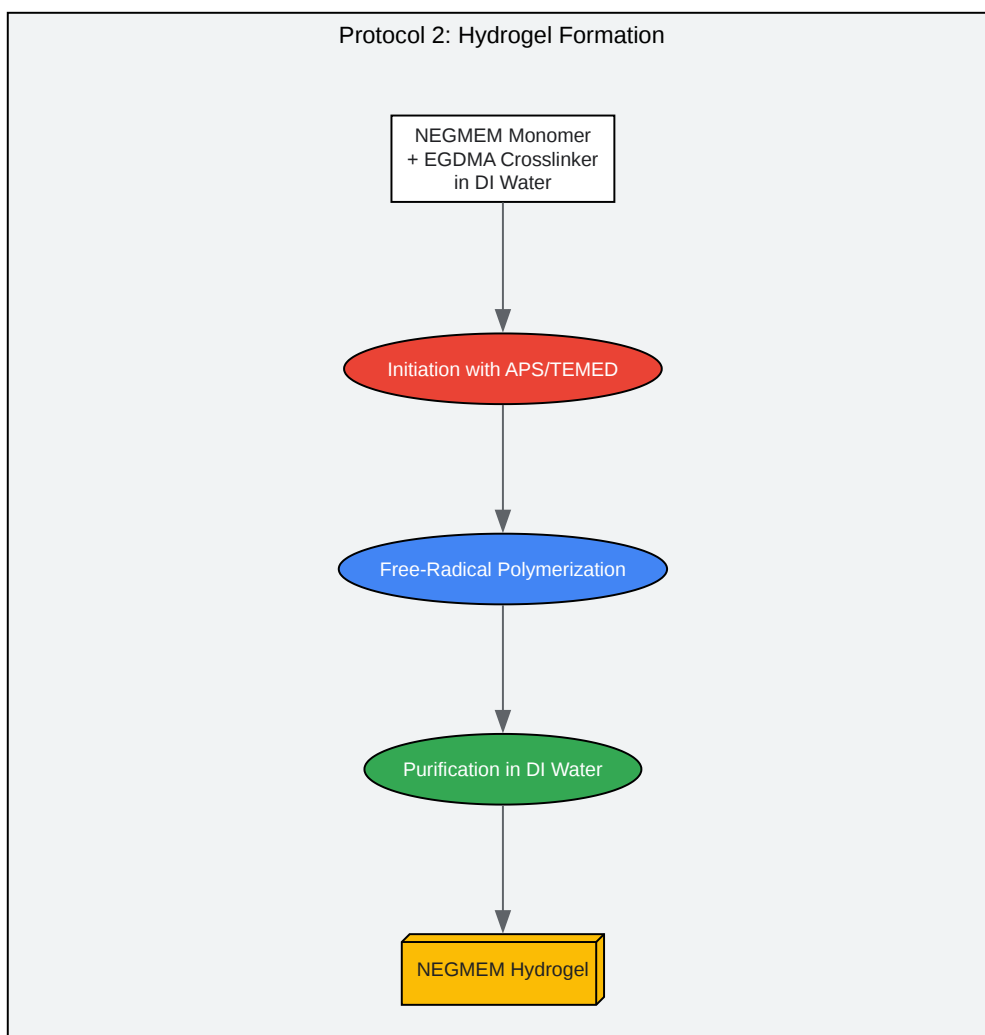 Protocol 2: Hydrogel Formation
NEGMEM Monomer
+ EGDMA Crosslinker
in DI Water
Initiation with APS/TEMED
Free-Radical Polymerization
Purification in DI Water
NEGMEM Hydrogel